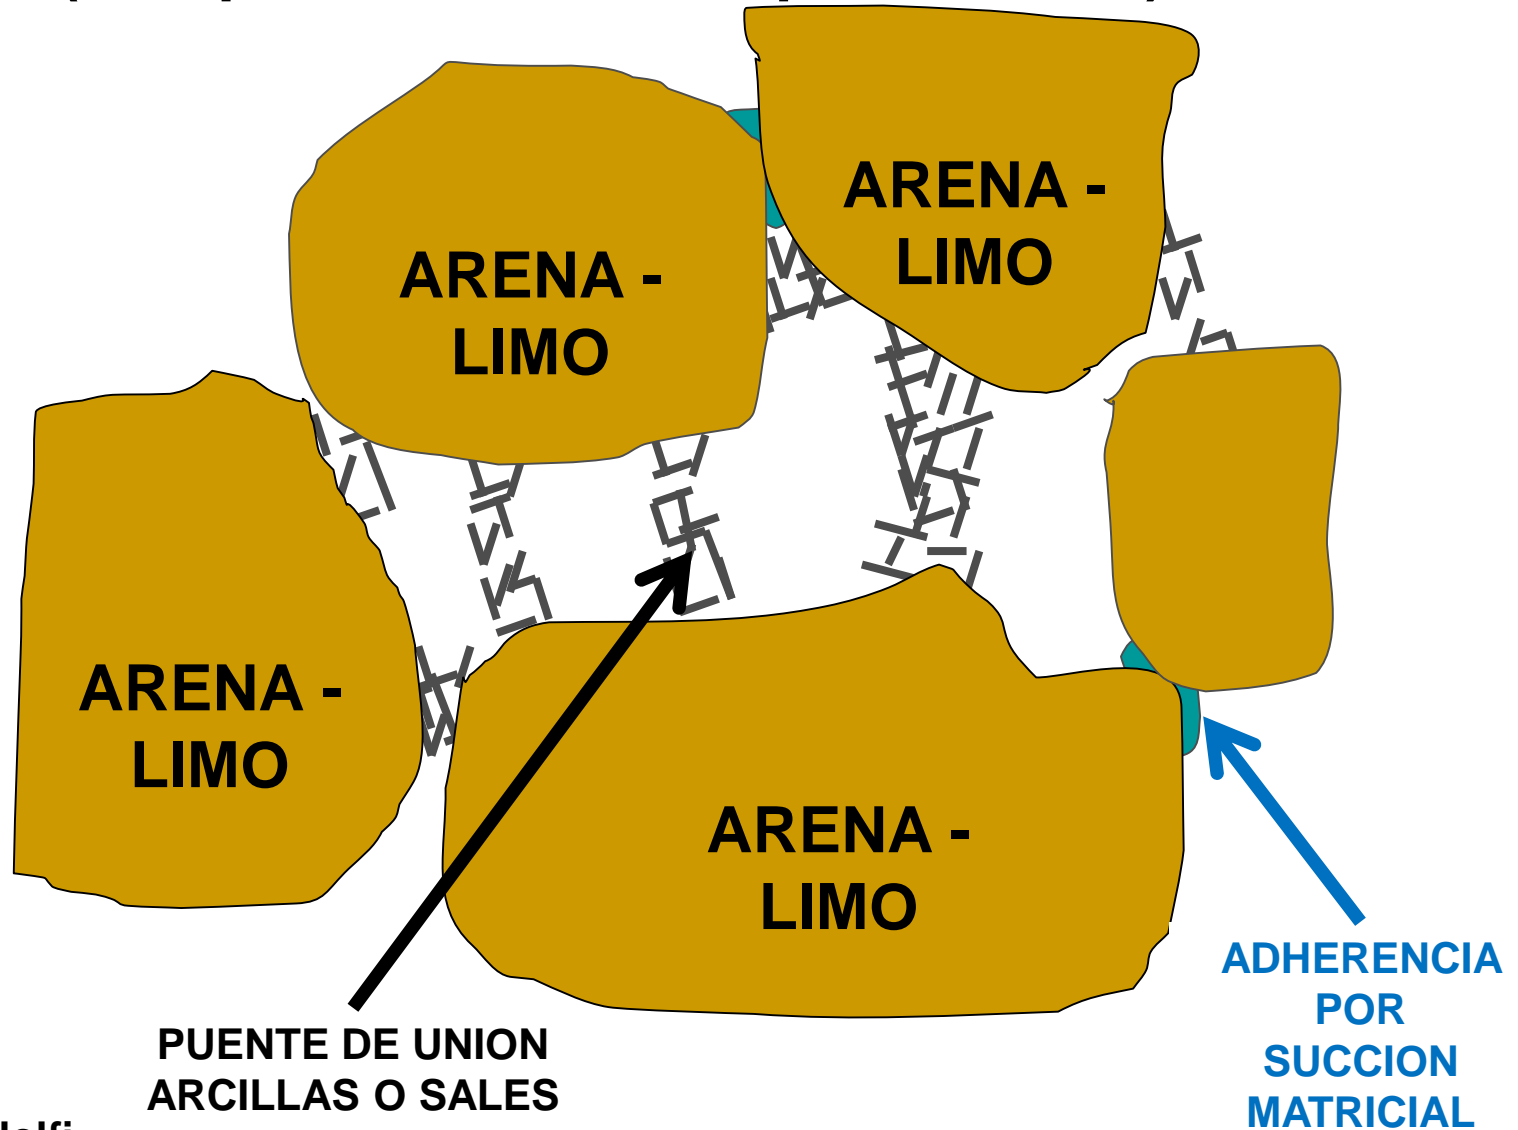 ARENA -
LIMO
ARENA -
LIMO
ARENA -
LIMO
ARENA -
LIMO
PUENTE DE UNION
ARCILLAS O SALES
ADHERENCIA
POR
SUCCION
MATRICIAL